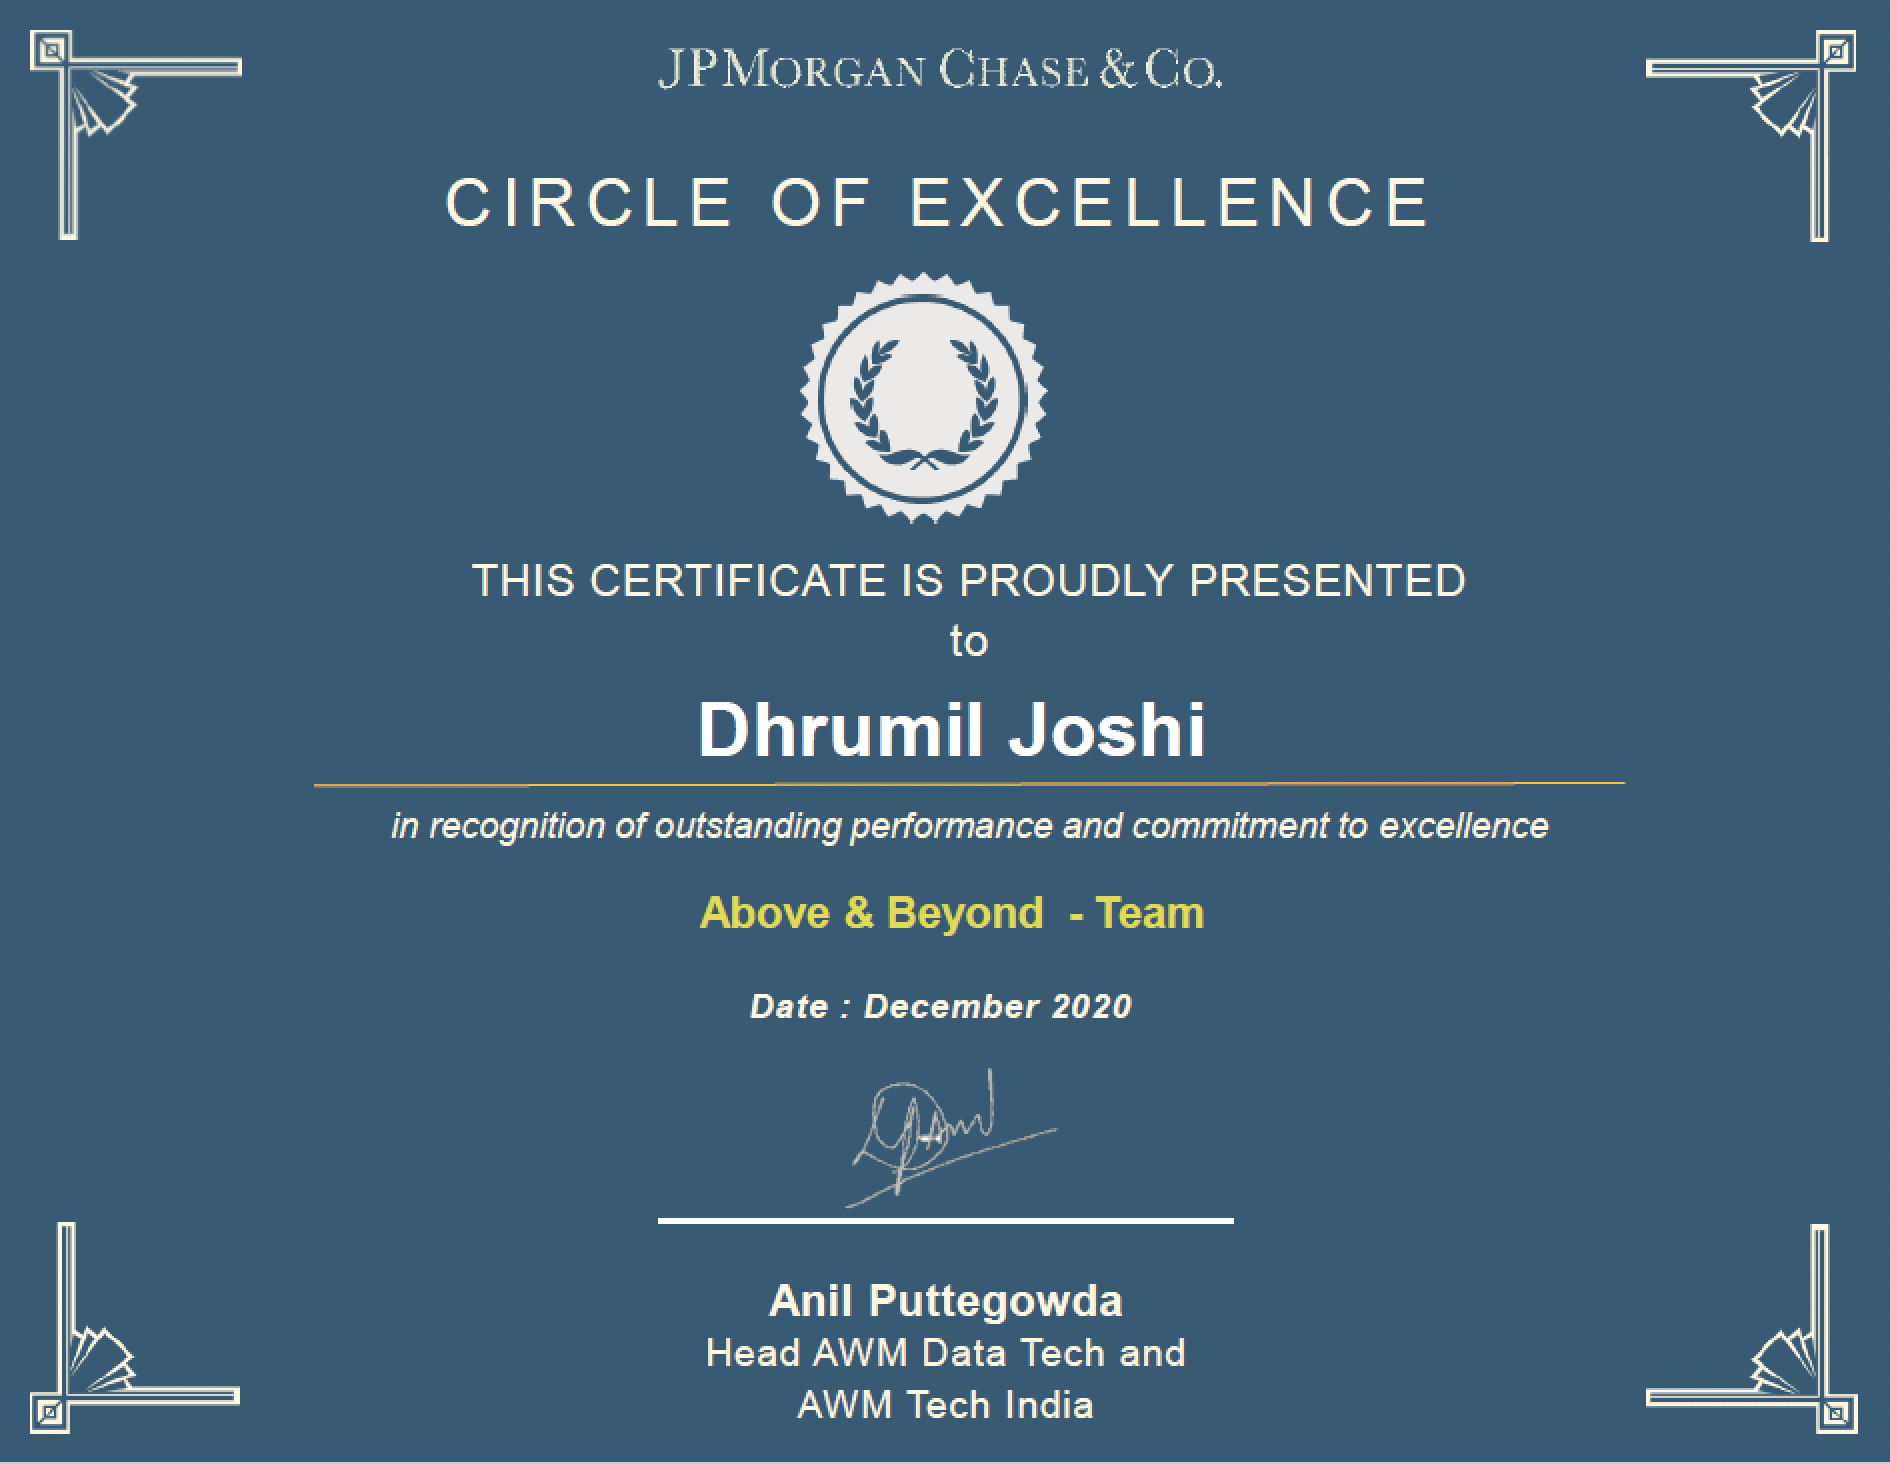 JPMORGAN CHASE & CO.
CIRCLE OF EXCELLENCE
THIS CERTIFICATE IS PROUDLY PRESENTED
to
Dhrumil Joshi
in recognition of outstanding performance and commitment to excellence
Above & Beyond - Team
Date : December 2020
Anil Puttegowda
Head AWM Data Tech and
AWM Tech India